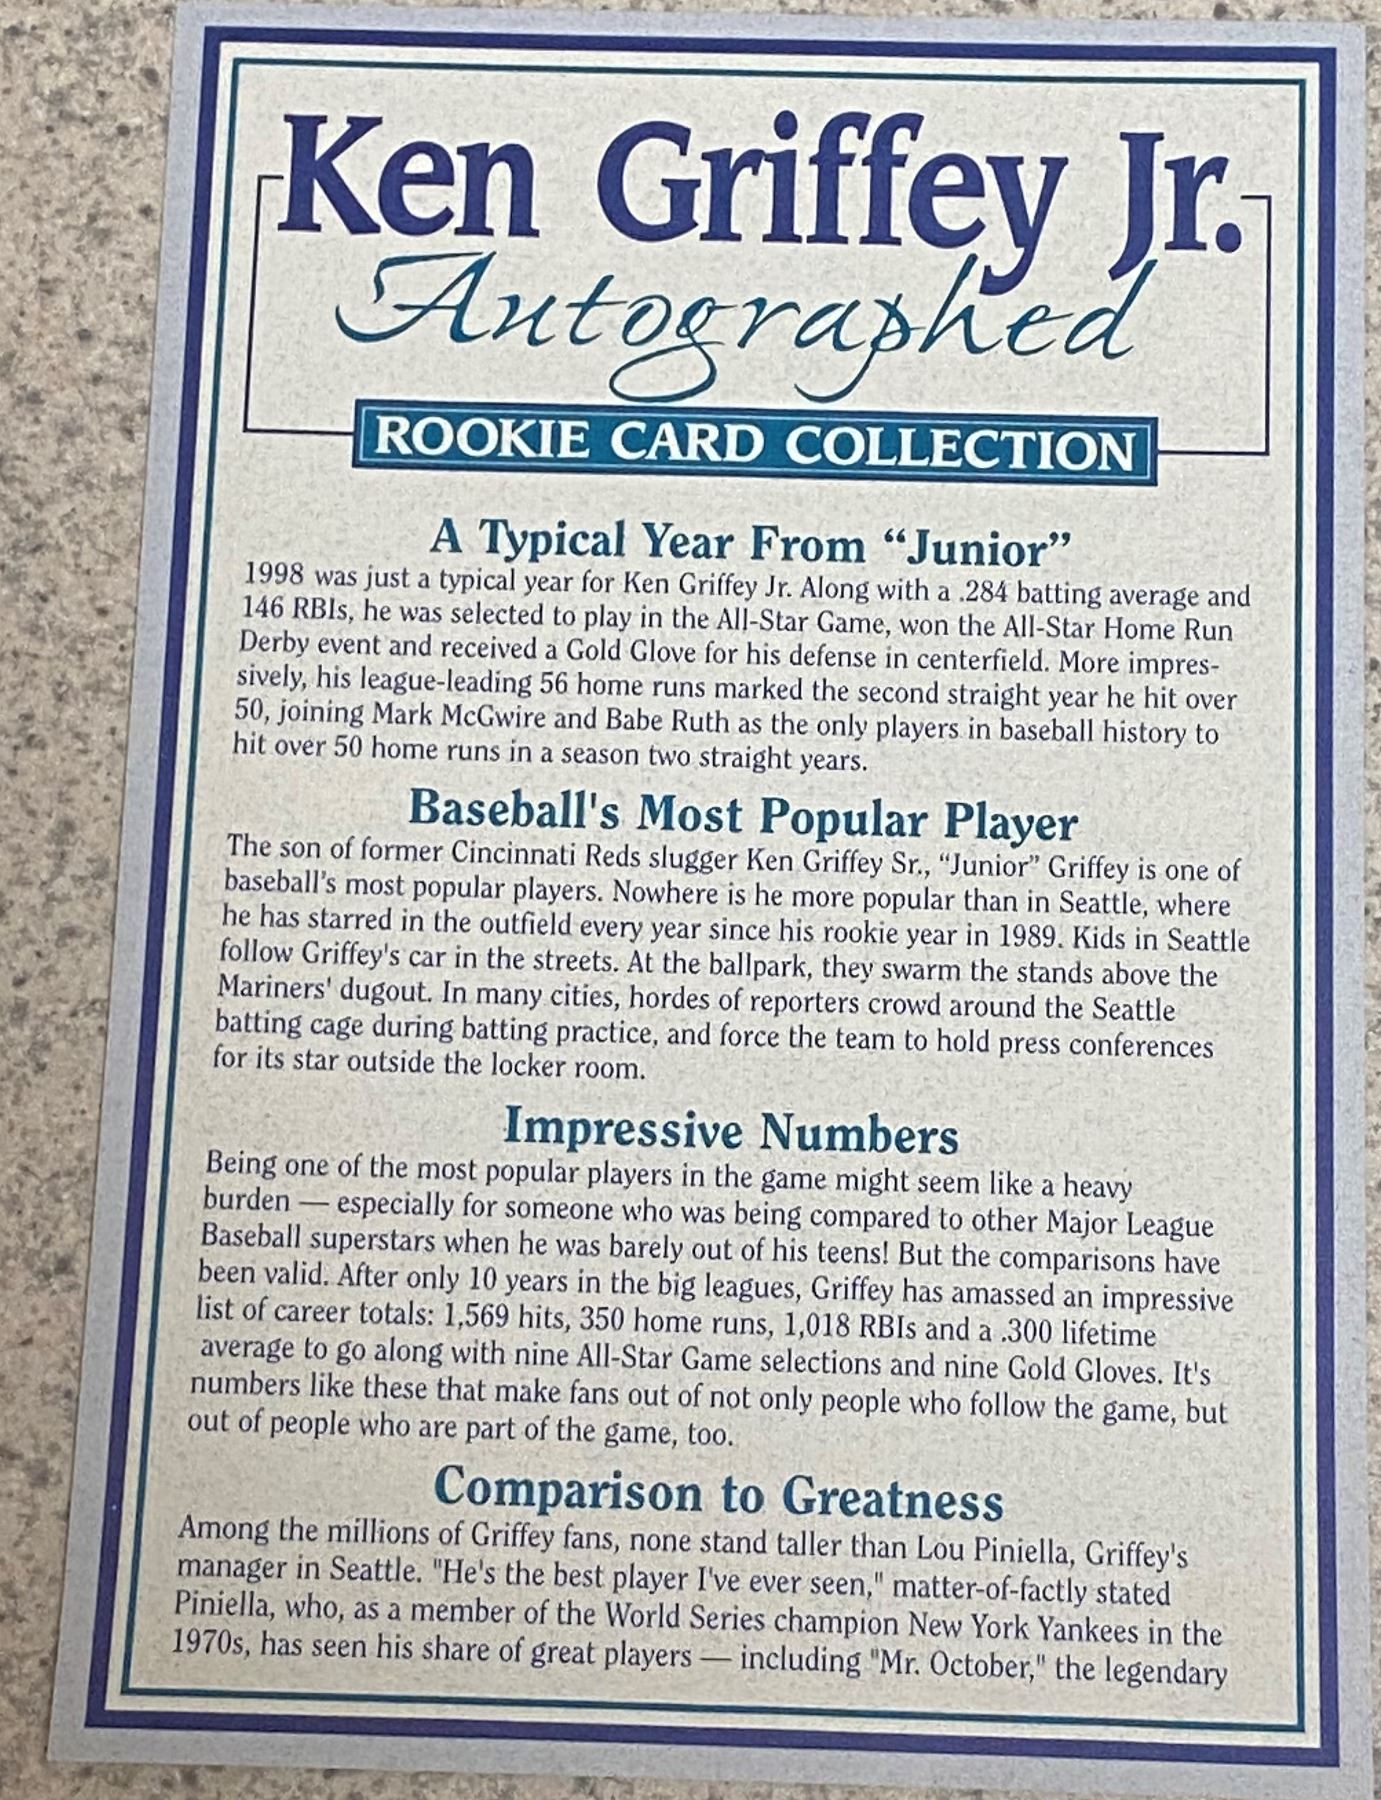 Ken Griffey Jr.
Autographed
ROOKIE CARD COLLECTION
A Typical Year From “Junior”
1998 was just a typical year for Ken Griffey Jr. Along with a .284 batting average and
146 RBIs, he was selected to play in the All-Star Game, won the All-Star Home Run
Derby event and received a Gold Glove for his defense in centerfield. More impres-
sively, his league-leading 56 home runs marked the second straight year he hit over
50, joining Mark McGwire and Babe Ruth as the only players in baseball history to
hit over 50 home runs in a season two straight years.
Baseball's Most Popular Player
The son of former Cincinnati Reds slugger Ken Griffey Sr., “Junior” Griffey is one of
baseball's most popular players. Nowhere is he more popular than in Seattle, where
he has starred in the outfield every year since his rookie year in 1989. Kids in Seattle
follow Griffey's car in the streets. At the ballpark, they swarm the stands above the
Mariners' dugout. In many cities, hordes of reporters crowd around the Seattle
batting cage during batting practice, and force the team to hold press conferences
for its star outside the locker room.
Impressive Numbers
Being one of the most popular players in the game might seem like a heavy
burden — especially for someone who was being compared to other Major League
Baseball superstars when he was barely out of his teens! But the comparisons have
been valid. After only 10 years in the big leagues, Griffey has amassed an impressive
list of career totals: 1,569 hits, 350 home runs, 1,018 RBIs and a .300 lifetime
average to go along with nine All-Star Game selections and nine Gold Gloves. It's
numbers like these that make fans out of not only people who follow the game, but
out of people who are part of the game, too.
Comparison to Greatness
Among the millions of Griffey fans, none stand taller than Lou Piniella, Griffey's
manager in Seattle. "He's the best player I've ever seen," matter-of-factly stated
Piniella, who, as a member of the World Series champion New York Yankees in the
1970s, has seen his share of great players — including "Mr. October," the legendary